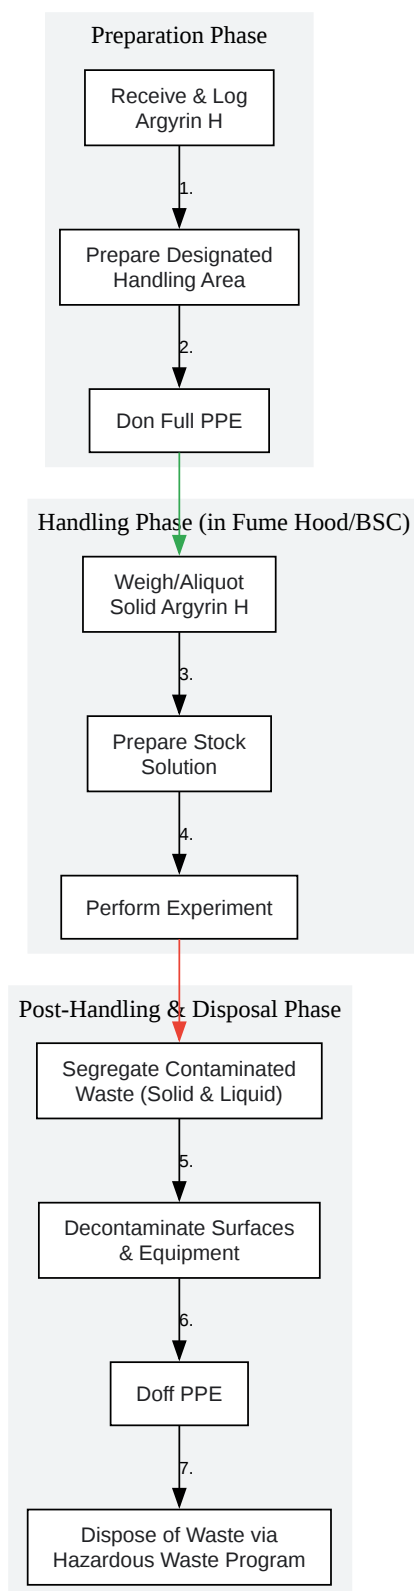 Preparation Phase
Receive & Log
Argyrin H
1.
Prepare Designated
Handling Area
2.
Don Full PPE
Handling Phase (in Fume Hood/BSC)
Weigh/Aliquot
Solid Argyrin H
3.
Prepare Stock
Solution
4.
Perform Experiment
Post-Handling & Disposal Phase
Segregate Contaminated
Waste (Solid & Liquid)
5.
Decontaminate Surfaces
& Equipment
6.
Doff PPE
7.
Dispose of Waste via
Hazardous Waste Program